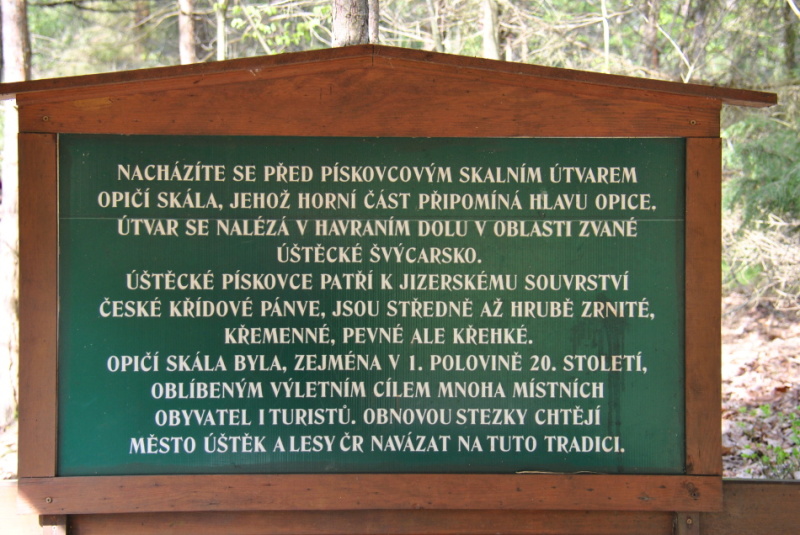 NACHÁZÍTE SE PŘED PÍSKOVCOVÝM SKALNÍM ÚTVAREM
OPIČÍ SKÁLA, JEHOŽ HORNÍ ČÁST PŘIPOMÍNÁ HLAVU OPICE.
ÚTVAR SE NALÉZÁ V HAVRANÍM DOLU V OBLASTI ZVANÉ
ÚŠTĚCKÉ ŠVÝCARSKO.
ÚŠTĚCKÉ PÍSKOVCE PATŘÍ K JIZERSKÉMU SOUVRSTVÍ
ČESKÉ KŘÍDOVÉ PÁNVE, JSOU STŘEDNĚ AŽ HRUBĚ ZRNITÉ,
KŘEMENNÉ, PEVNÉ ALE KŘEHKÉ.
OPIČÍ SKÁLA BYLA, ZEJMÉNA V 1. POLOVINĚ 20. STOLETÍ,
OBLÍBENÝM VÝLETNÍM CÍLEM MNOHA MÍSTNÍCH
OBYVATEL I TURISTŮ. OBNOVOU STEZKY CHTĚJÍ
MĚSTO ÚŠTĚK A LESY ČR NAVÁZAT NA TUTO TRADICI.